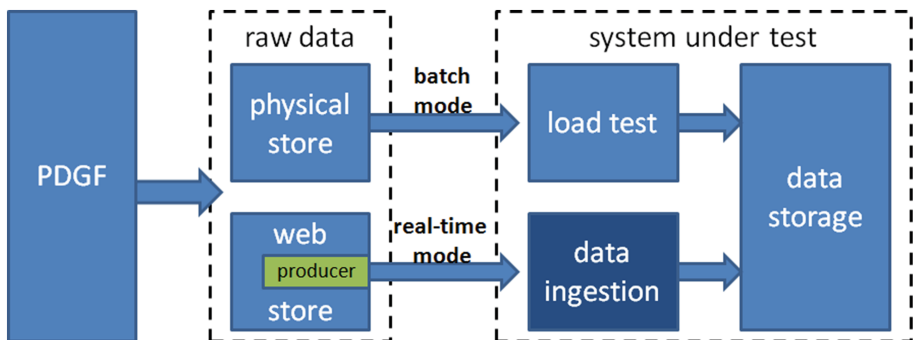 PDGF
raw data
physical
store
web
producer
store
batch
mode
real-time
mode
system under test
load test
data
ingestion
data
storage